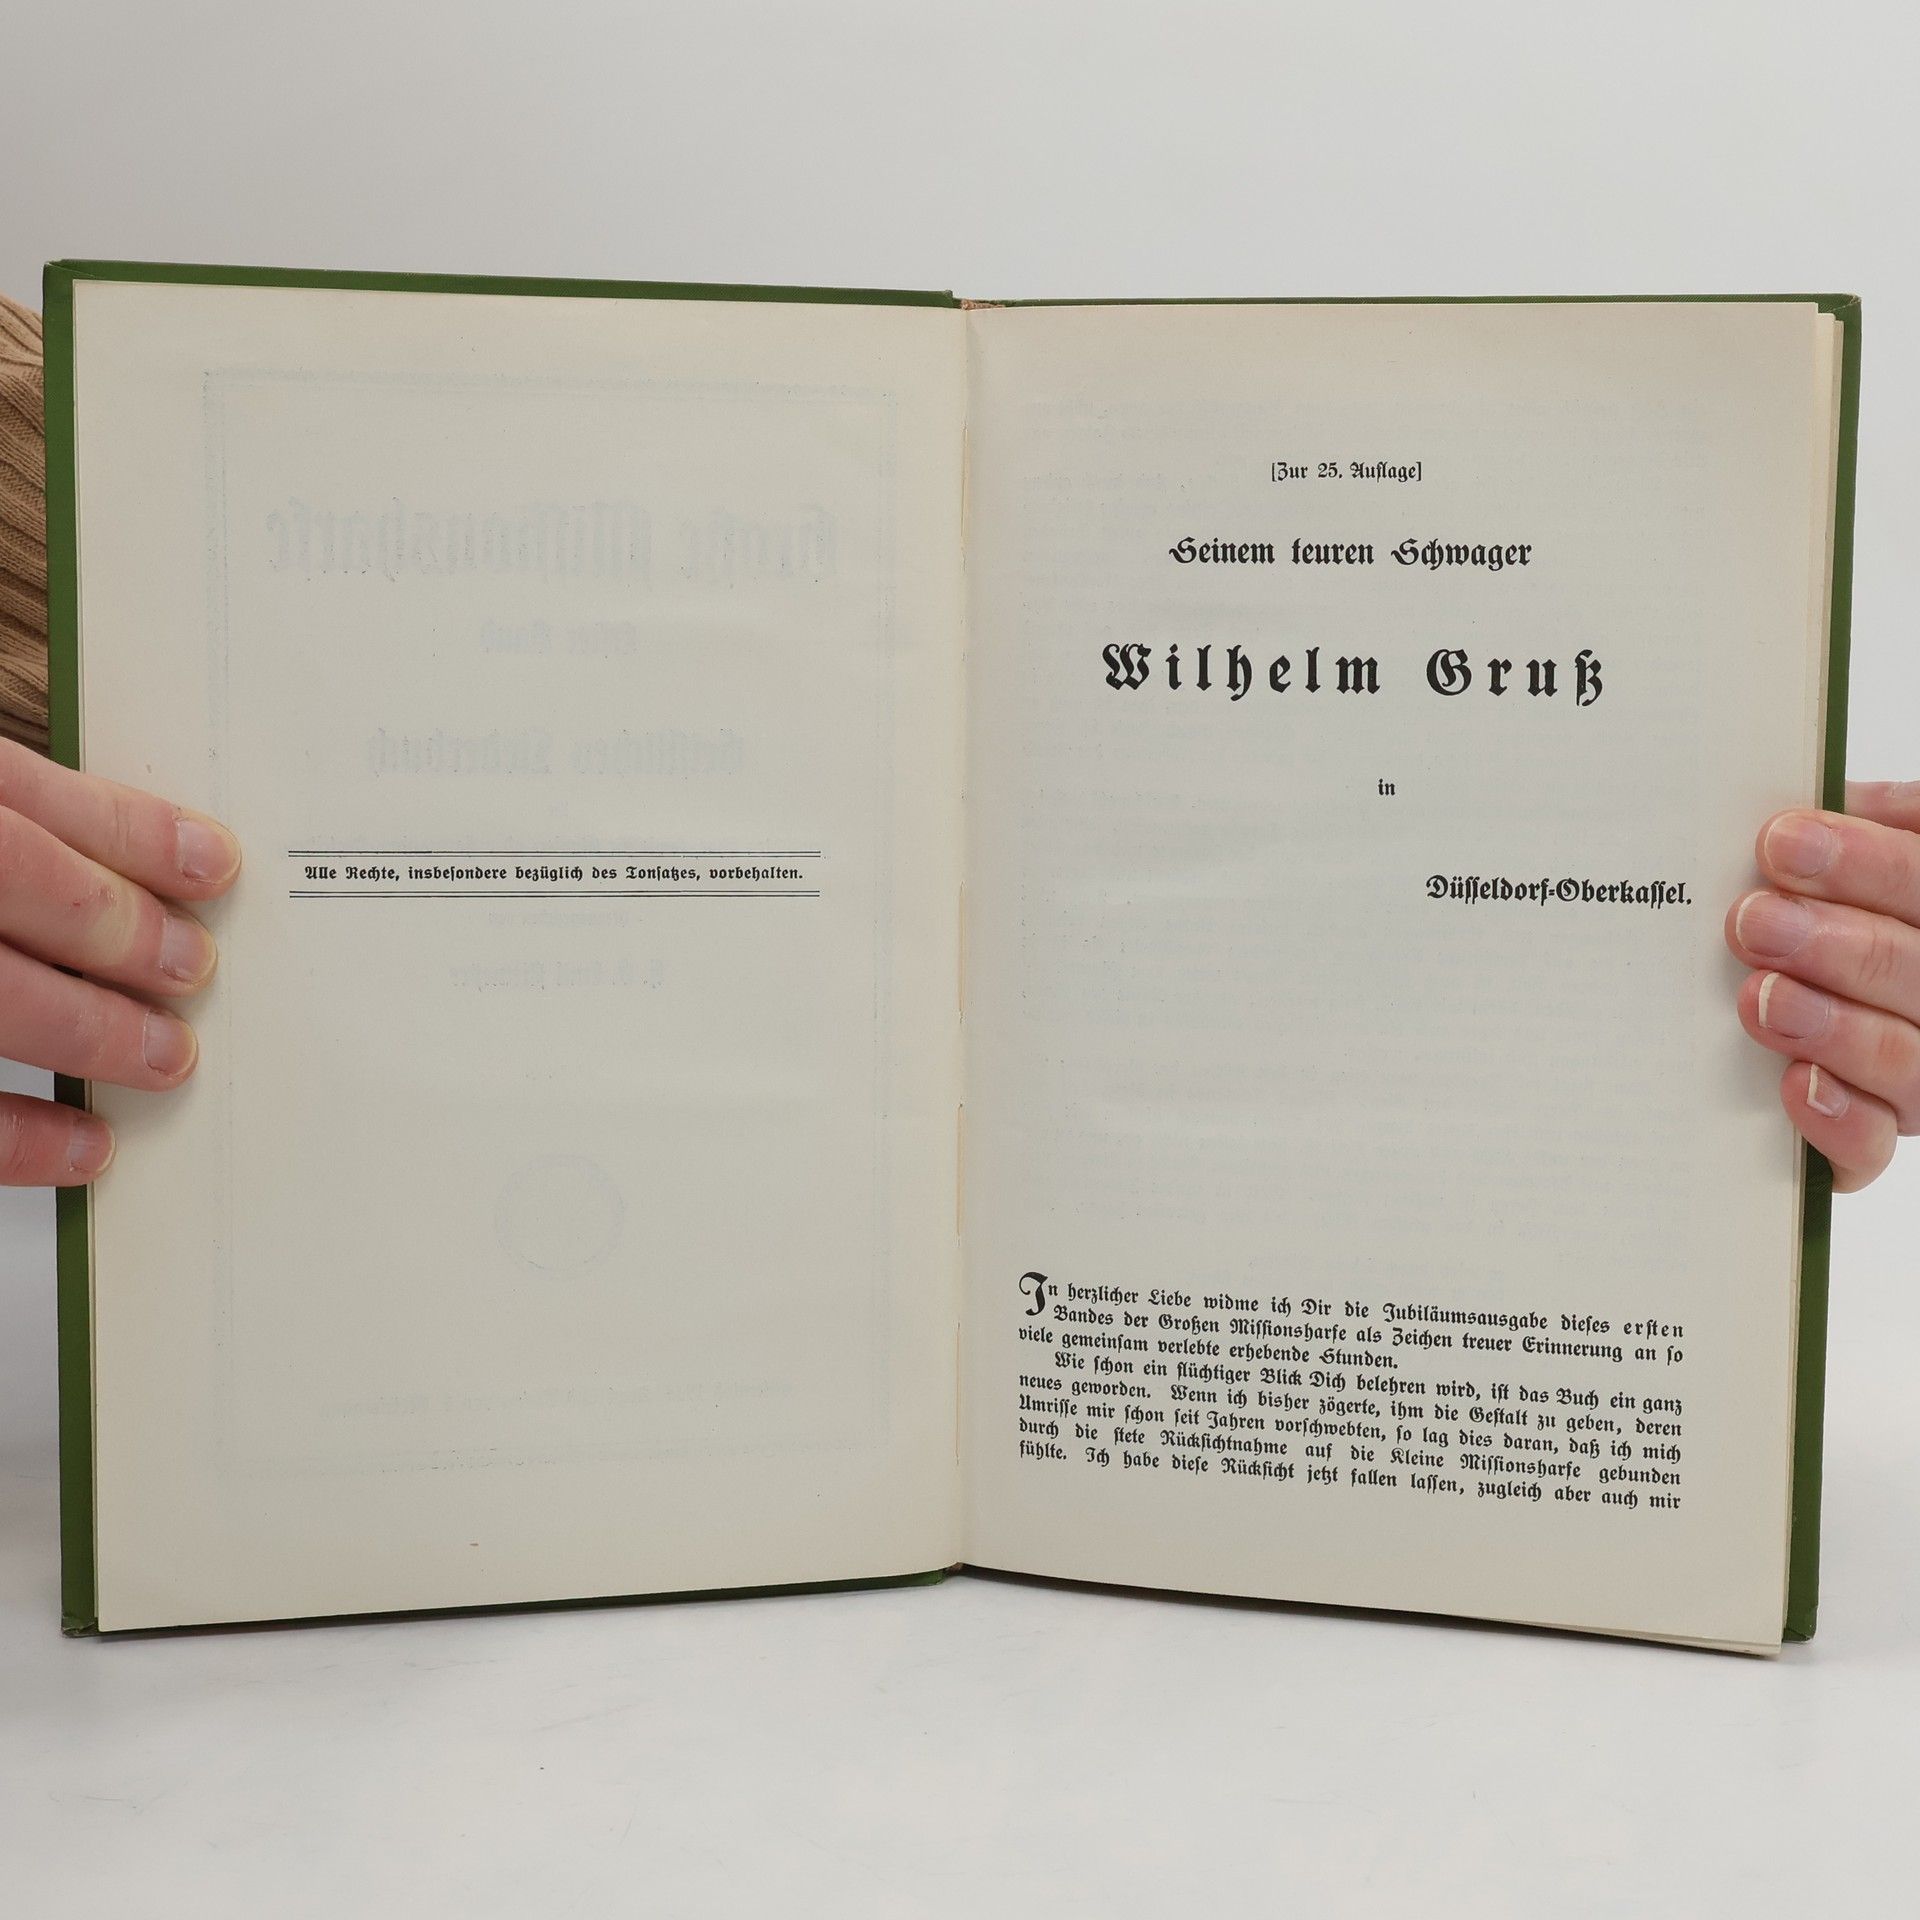 Alle Rechte, insbesondere bezüglich des Tonsatzes, vorbehalten.
[Zur 25. Auflage]
Seinem teuren Schwager
Wilhelm Gruß
in
Düsseldorf-Oberkassel.
In herzlicher Liebe widme ich Dir die Jubiläumsausgabe dieses ersten
Bandes der Großen Missionsharfe als Zeichen treuer Erinnerung an so
viele gemeinsam verlebte erhebende Stunden.
Wie schon ein flüchtiger Blick Dich belehren wird, ist das Buch ein ganz
neues geworden. Wenn ich bisher zögerte, ihm die Gestalt zu geben, deren
Umrisse mir schon seit Jahren vorschwebten, so lag dies daran, daß ich mich
durch die stete Rücksichtnahme auf die Kleine Missionsharfe gebunden
fühlte. Ich habe diese Rücksicht jetzt fallen lassen, zugleich aber auch mir